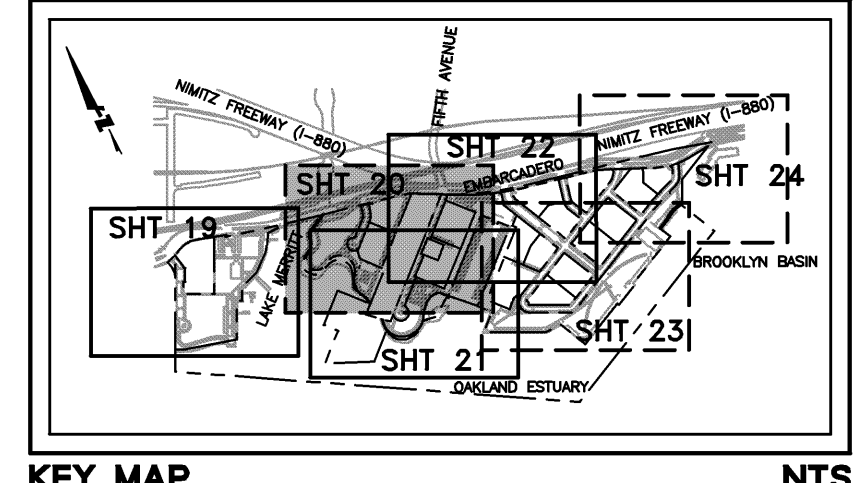 FIFTH AVENUE
NIMITZ FREEWAY (I-880)
NIMITZ FREEWAY (I-880)
SHT 22
EMBARCADERO
SHT 20
SHT 24
SHT 19
LAKE MERRITT
BROOKLYN BASIN
SHT 23
SHT 21
OAKLAND ESTUARY
N
KEY MAP
NTS